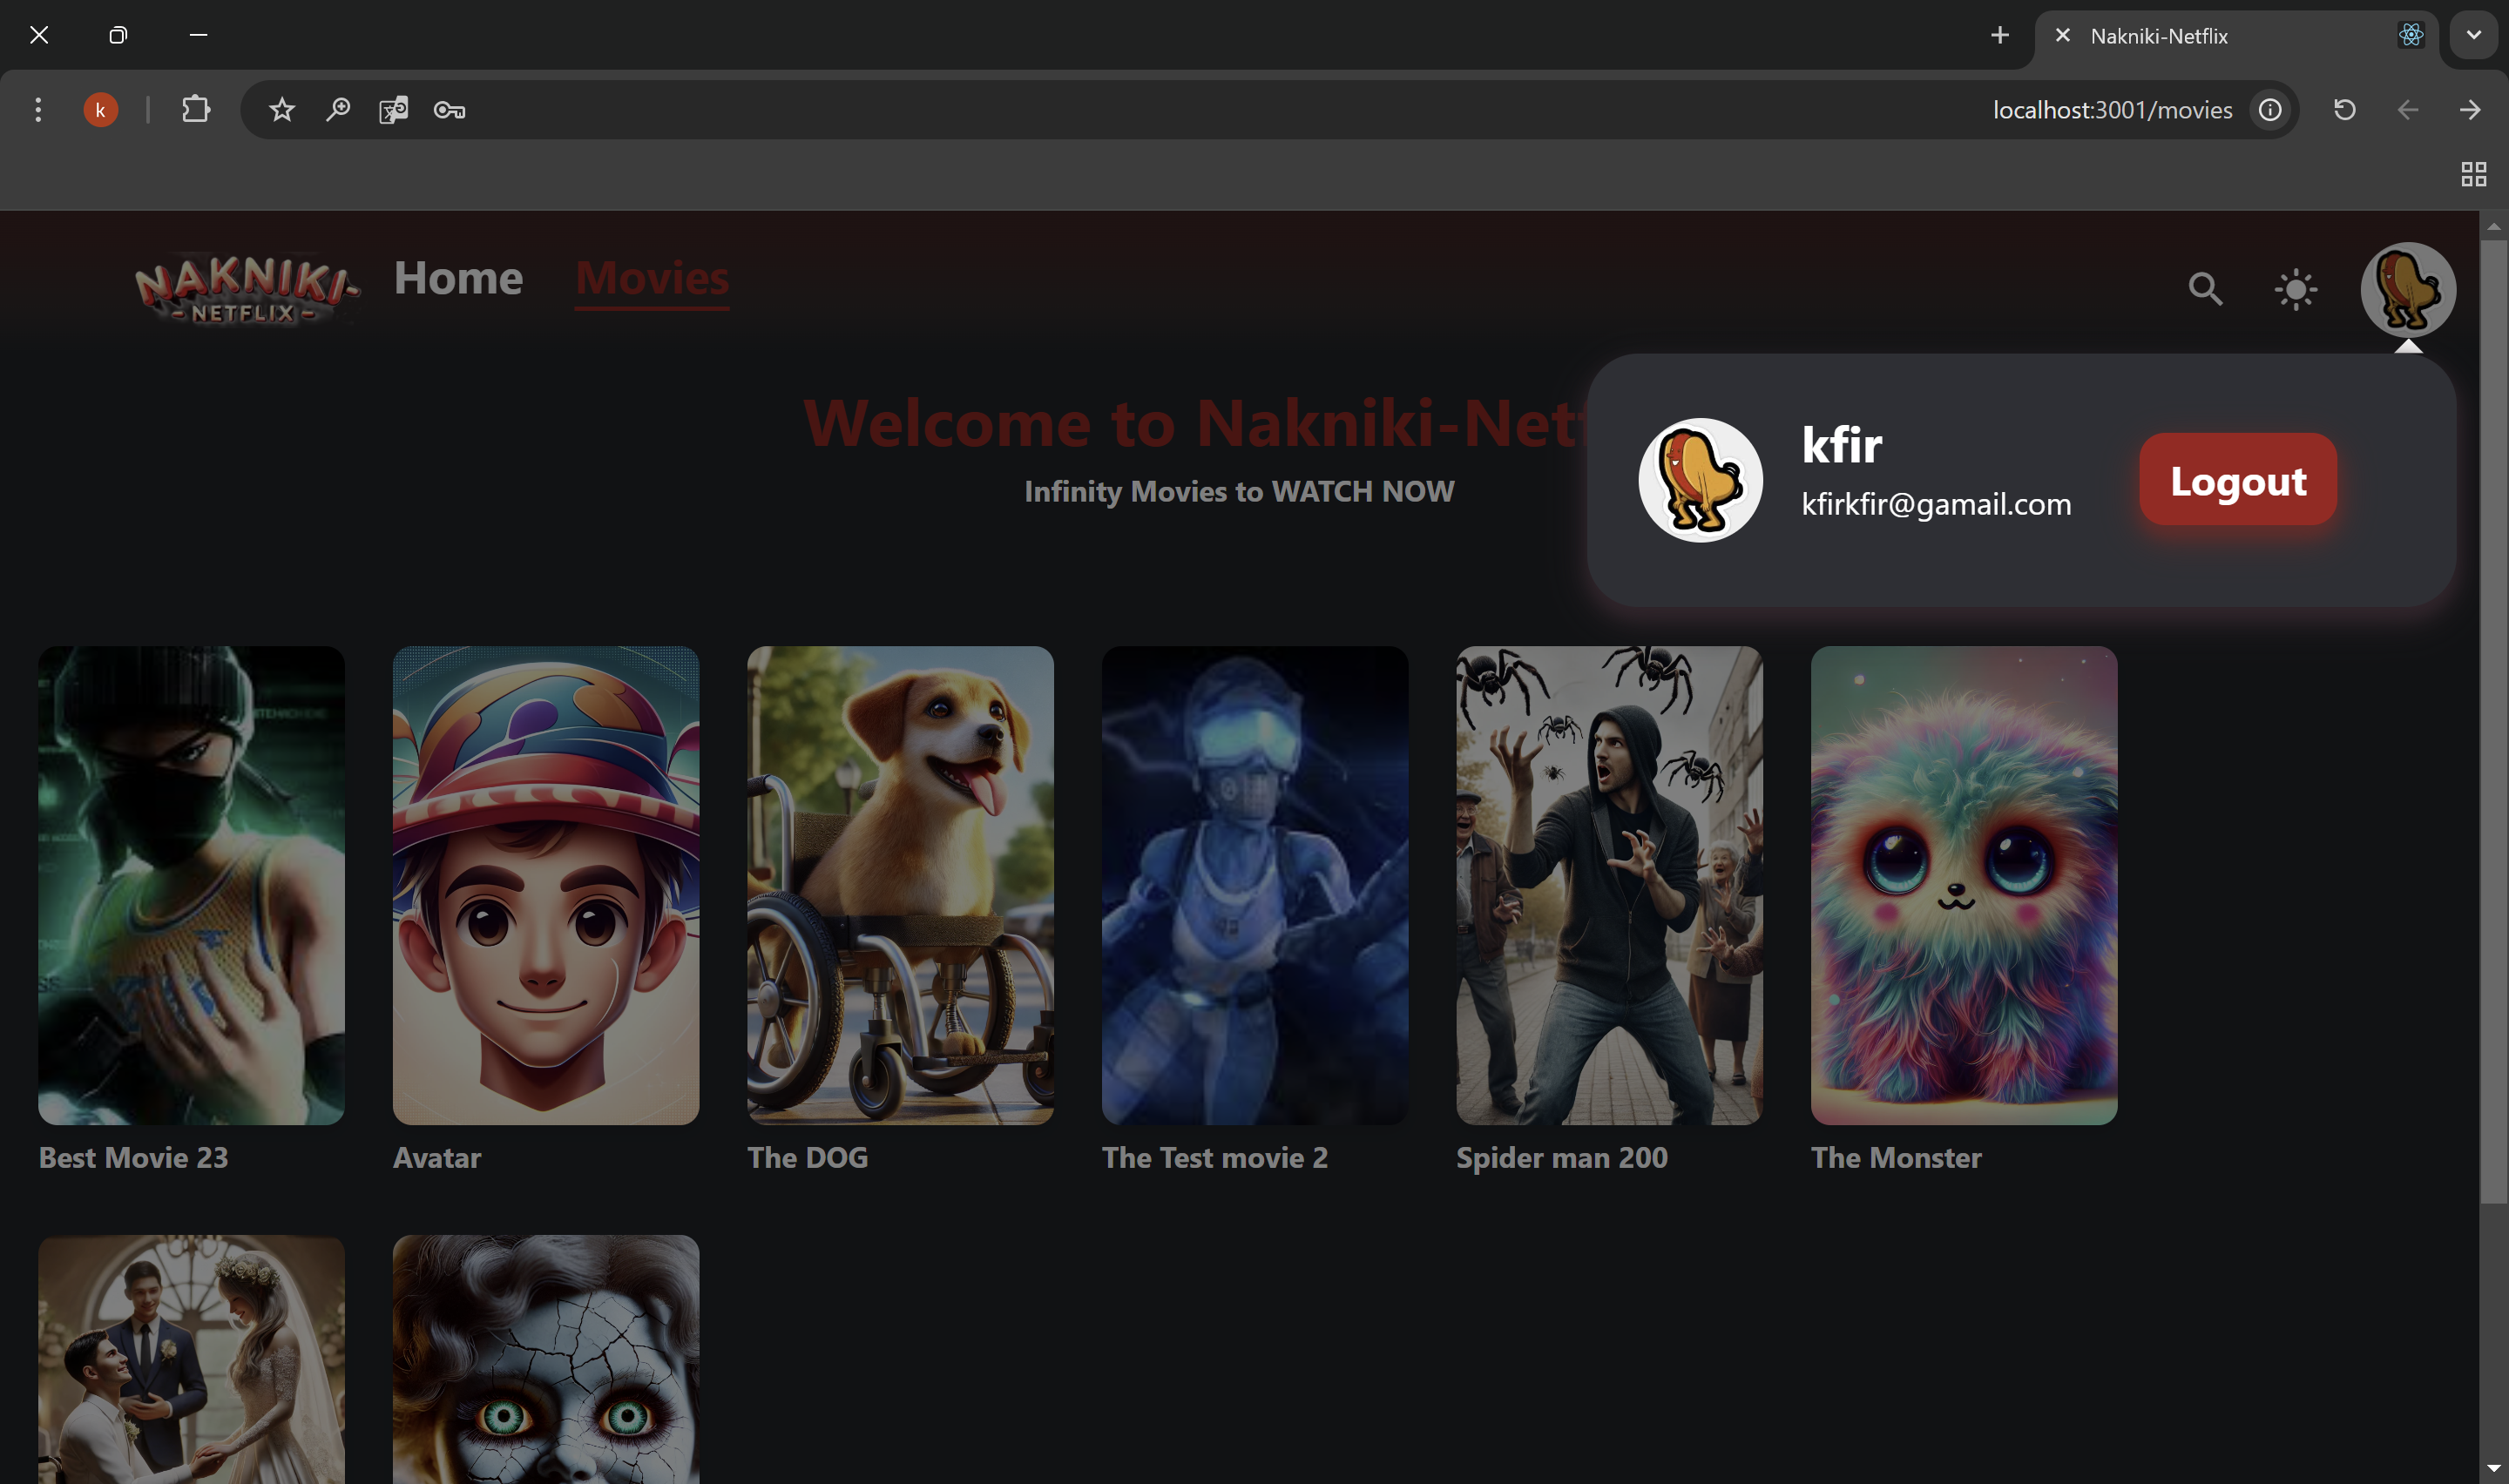 Nakniki-Netflix
k
localhost:3001/movies
NAKNIKI-
-NETFLIX-
Home
Movies
Welcome to Nakniki-Netf
Infinity Movies to WATCH NOW
kfir
kfirkfir@gamail.com
Logout
Best Movie 23
Avatar
The DOG
The Test movie 2
Spider man 200
The Monster